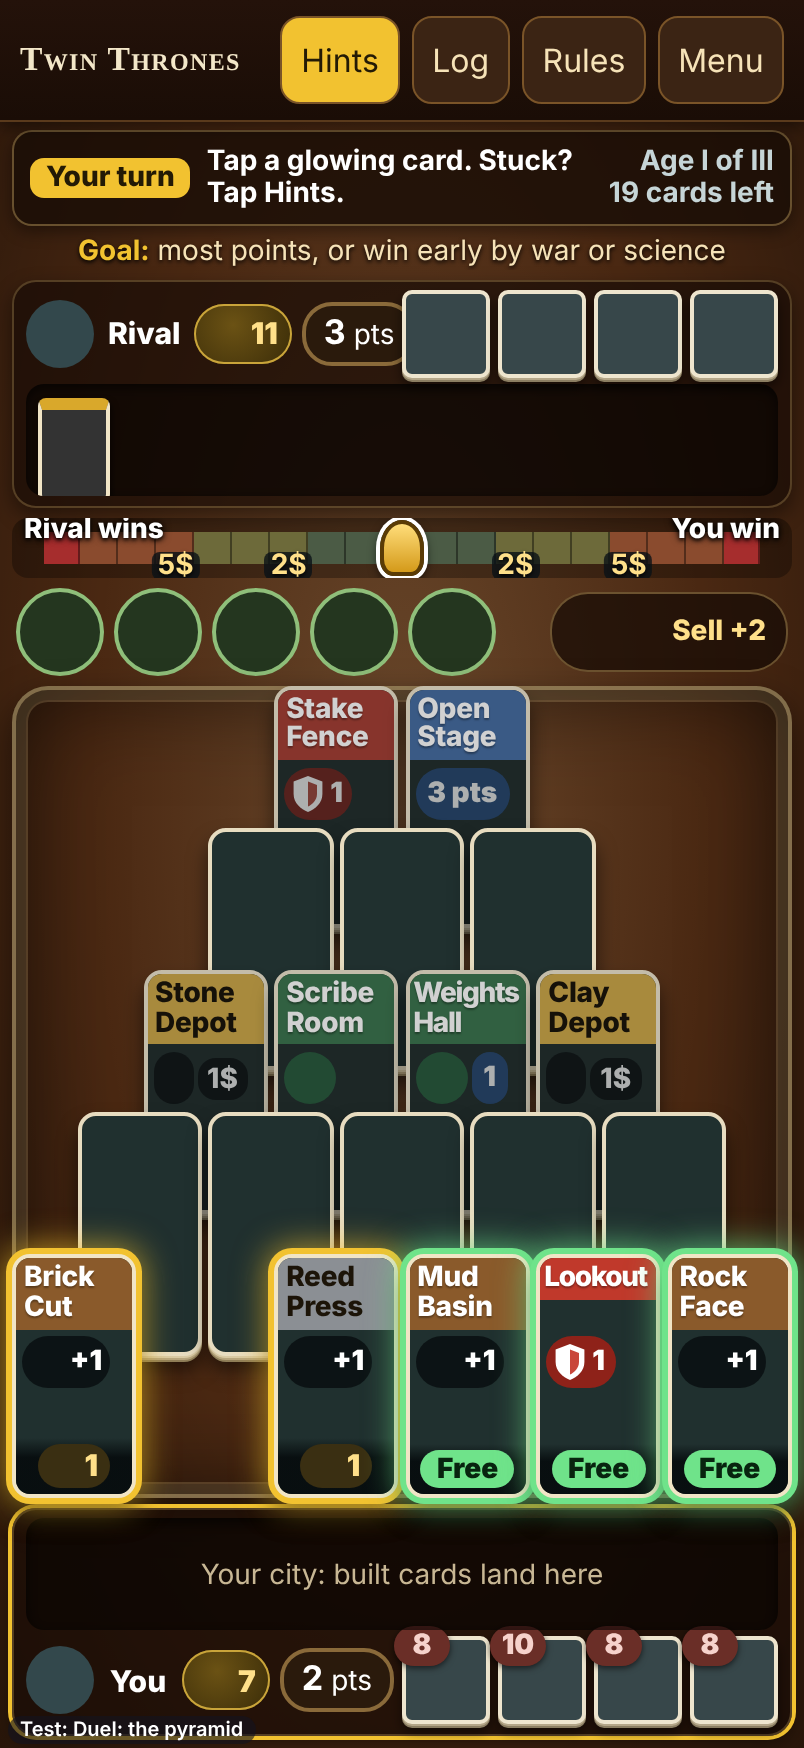 Twin Thrones
Hints
Log
Rules
Menu
Your turn
Tap a glowing card. Stuck?
Tap Hints.
Age I of III
19 cards left
Goal: most points, or win early by war or science
Rival
11
3 pts
Rival wins
You win
5$
2$
2$
5$
Sell +2
Stake
Fence
1
Open
Stage
3 pts
Stone
Depot
1$
Scribe
Room
Weights
Hall
1
Clay
Depot
1$
Brick
Cut
+1
1
Reed
Press
+1
1
Mud
Basin
+1
Free
Lookout
1
Free
Rock
Face
+1
Free
Your city: built cards land here
You
7
2 pts
8
10
8
8
Test: Duel: the pyramid